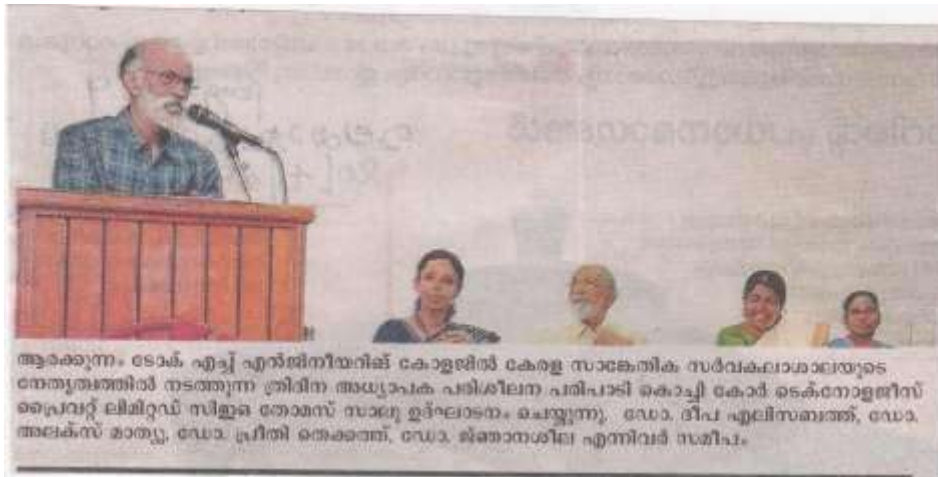 ആരക്കുന്നം ടോക് എച്ച് എൻജിനീയറിങ് കോളജിൽ കേരള സാങ്കേതിക സർവകലാശാലയുടെ
നേതൃത്വത്തിൽ നടത്തുന്ന ത്രിദിന അധ്യാപക പരിശീലന പരിപാടി കൊച്ചി കോർ ടെക്നോളജീസ്
പ്രൈവറ്റ് ലിമിറ്റഡ് സിഇഒ തോമസ് സാലു ഉദ്ഘാടനം ചെയ്യുന്നു. ഡോ. ദീപ എലിസബത്ത്, ഡോ.
അലക്സ് മാത്യു, ഡോ. പ്രീതി തെക്കത്ത്, ഡോ. ജ്ഞാനശീല എന്നിവർ സമീപം.